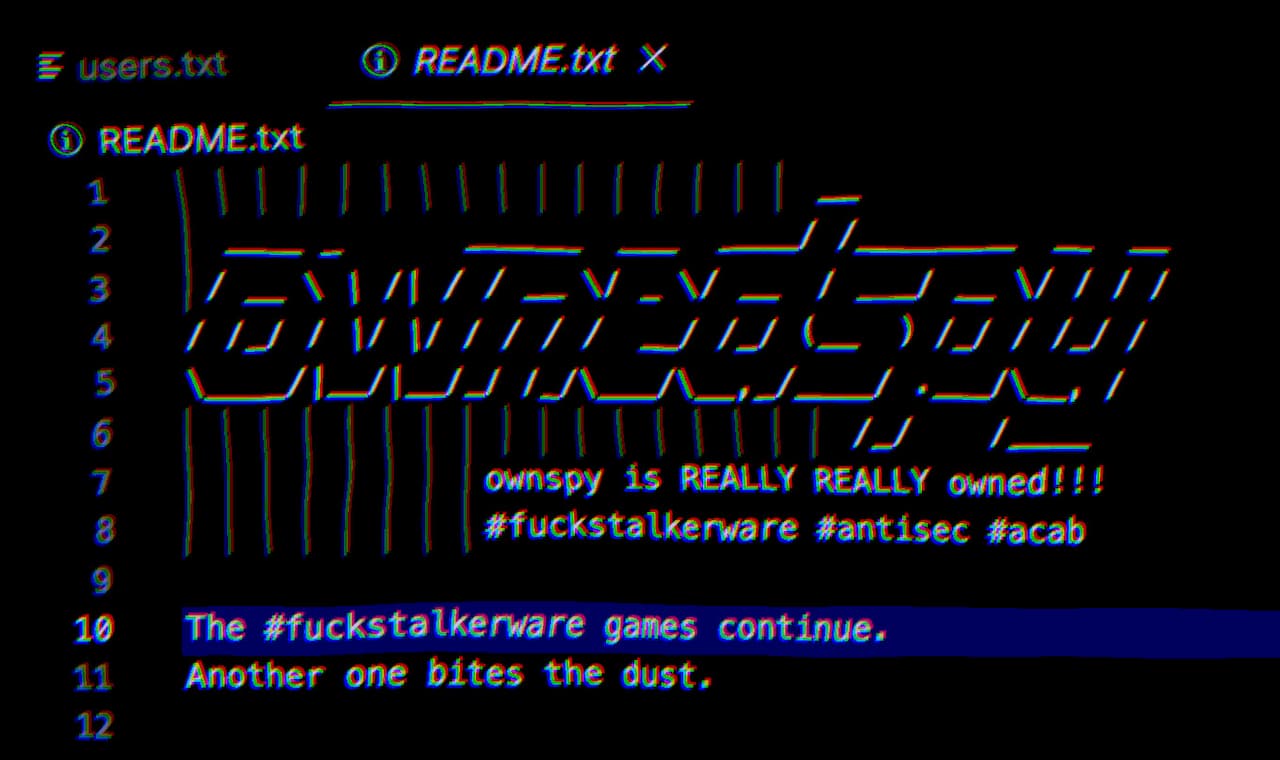 users.txt
README.txt
README.txt
1
2
3
4
5
6
7 ownspy is REALLY REALLY owned!!!
8 #fuckstalkerware #antisec #acab
9
10 The #fuckstalkerware games continue.
11 Another one bites the dust.
12